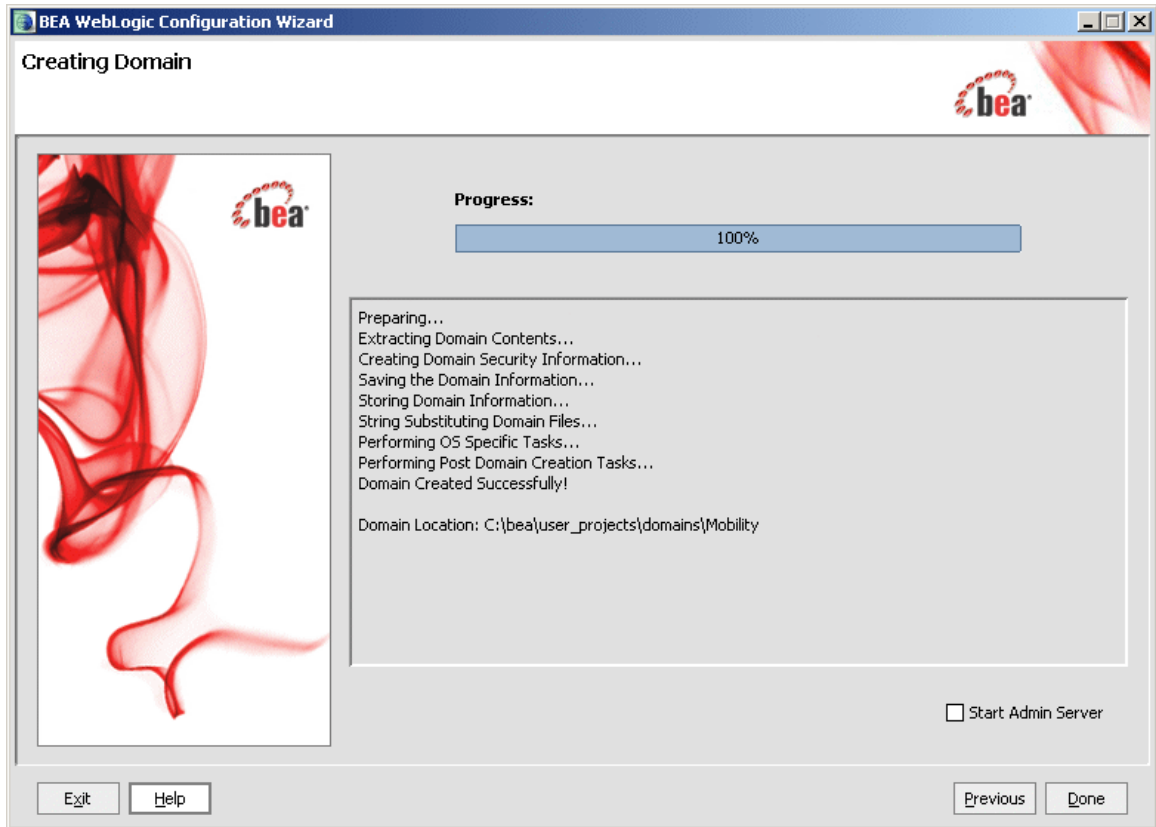 BEA WebLogic Configuration Wizard
Creating Domain
bea
bea
Progress:
100%
Preparing...
Extracting Domain Contents...
Creating Domain Security Information...
Saving the Domain Information...
Storing Domain Information...
String Substituting Domain Files...
Performing OS Specific Tasks...
Performing Post Domain Creation Tasks...
Domain Created Successfully!
Domain Location: C:\bea\user_projects\domains\Mobility
Start Admin Server
Exit
Help
Previous
Done